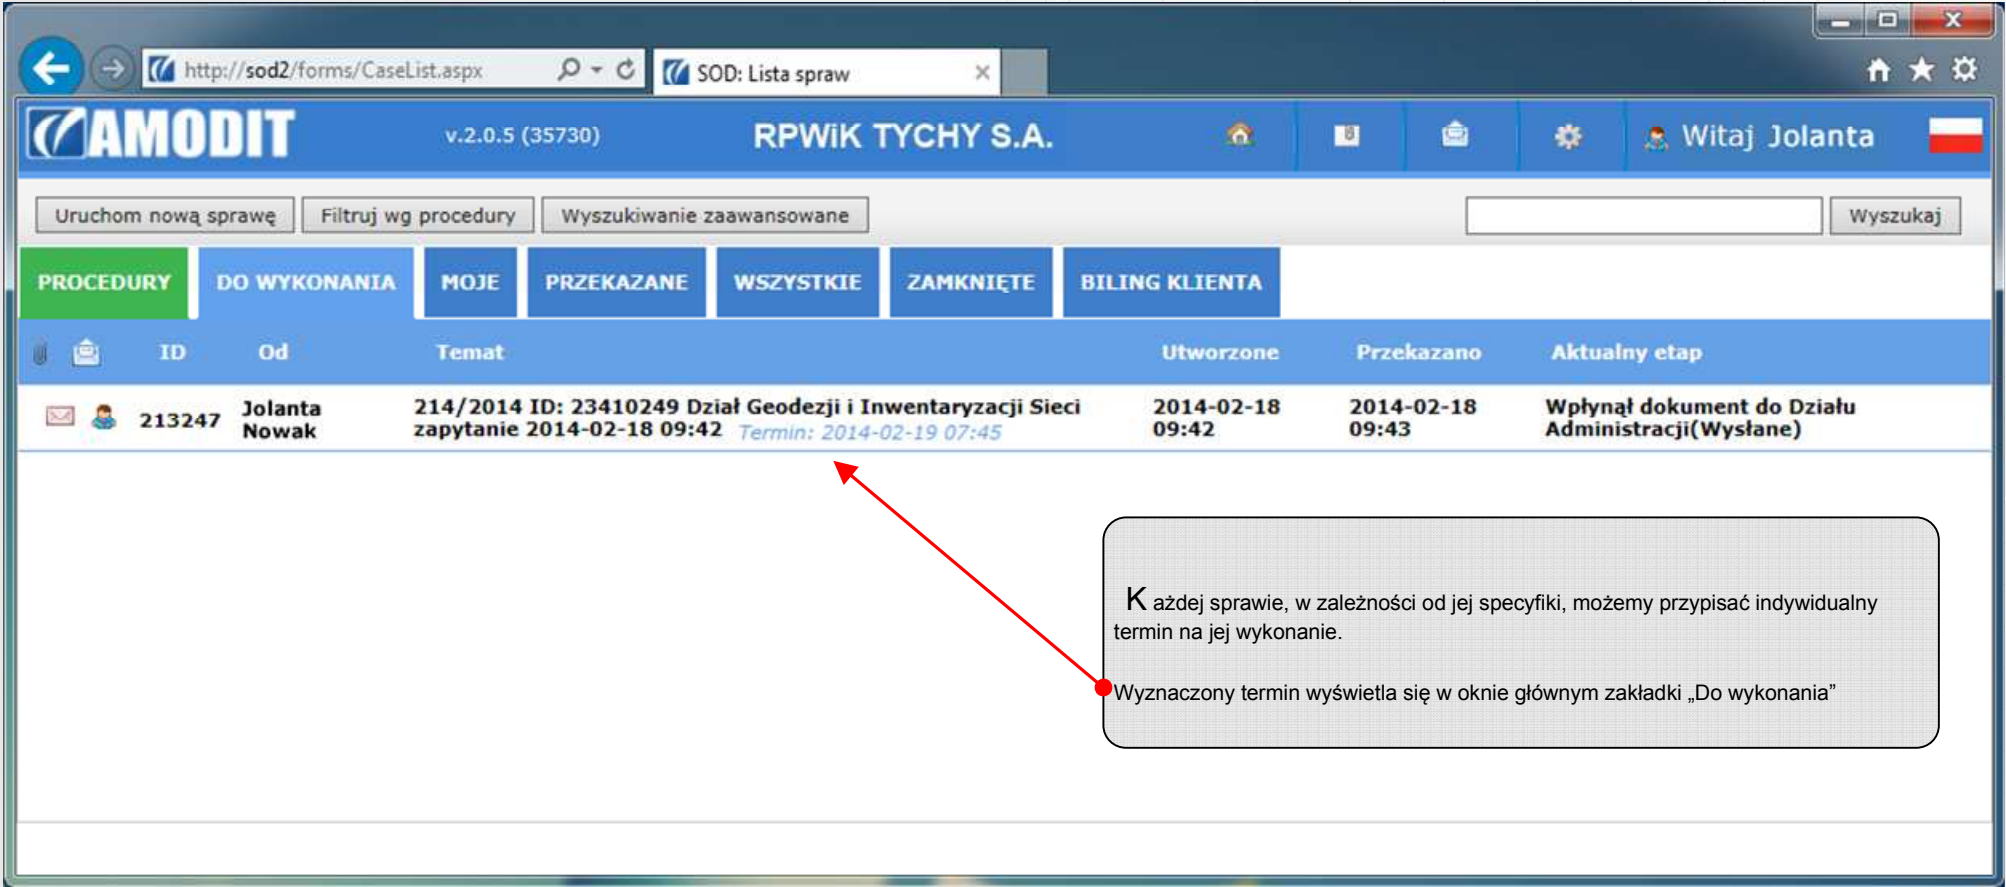 http://sod2/forms/CaseList.aspx
SOD: Lista spraw
AMODIT
v.2.0.5 (35730)
RPWiK TYCHY S.A.
Witaj Jolanta
Uruchom nową sprawę
Filtruj wg procedury
Wyszukiwanie zaawansowane
Wyszukaj
PROCEDURY
DO WYKONANIA
MOJE
PRZEKAZANE
WSZYSTKIE
ZAMKNIĘTE
BILING KLIENTA
ID
Od
Temat
Utworzone
Przekazano
Aktualny etap
213247
Jolanta
Nowak
214/2014 ID: 23410249 Dział Geodezji i Inwentaryzacji Sieci
zapytanie 2014-02-18 09:42 Termin: 2014-02-19 07:45
2014-02-18
09:42
2014-02-18
09:43
Wpłynął dokument do Działu
Administracji(Wysłane)
K ażdej sprawie, w zależności od jej specyfiki, możemy przypisać indywidualny
termin na jej wykonanie.
Wyznaczony termin wyświetla się w oknie głównym zakładki „Do wykonania”